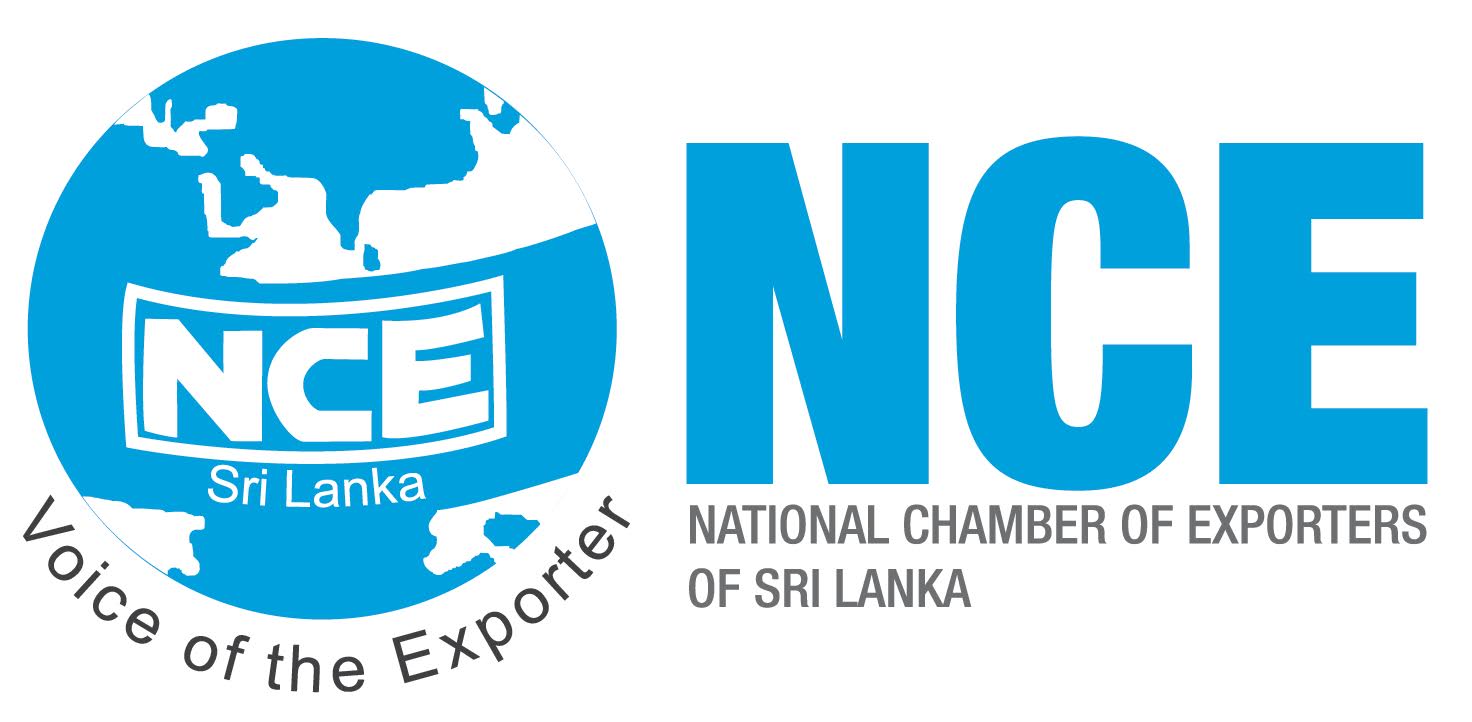 NCE
Sri Lanka
Voice of the Exporter
NCE
NATIONAL CHAMBER OF EXPORTERS
OF SRI LANKA